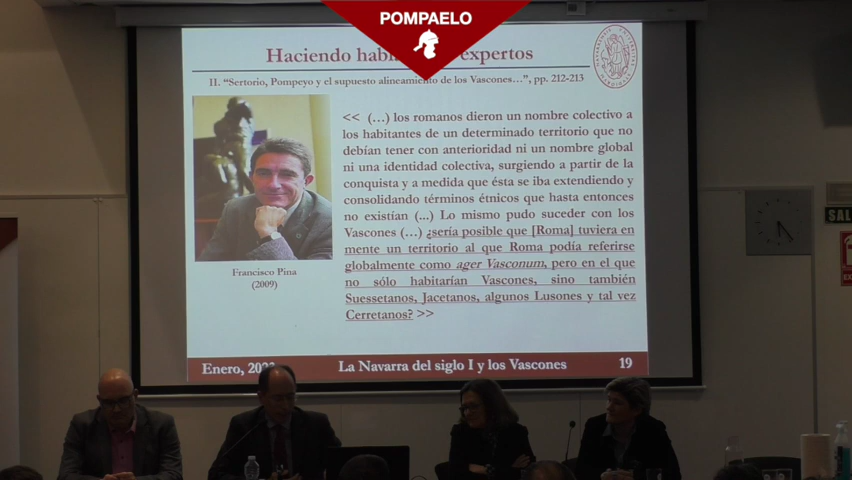 POMPAELO
Haciendo expertos
II. “Sertorio, Pompeyo y el supuesto alineamiento de los Vascones…”, pp. 212-213
<< (…) los romanos dieron un nombre colectivo a
los habitantes de un determinado territorio que no
debían tener con anterioridad ni un nombre global
ni una identidad colectiva, surgiendo a partir de la
conquista y a medida que ésta se iba extendiendo y
consolidando términos étnicos que hasta entonces
no existían (...) Lo mismo pudo suceder con los
Vascones (…) ¿sería posible que [Roma] tuviera en
mente un territorio al que Roma podía referirse
globalmente como ager Vasconum, pero en el que
no sólo habitarían Vascones, sino también
Suessetanos, Jacetanos, algunos Lusones y tal vez
Cerretanos? >>
Francisco Pina
(2009)
Enero,
La Navarra del siglo I y los Vascones
19
SAL